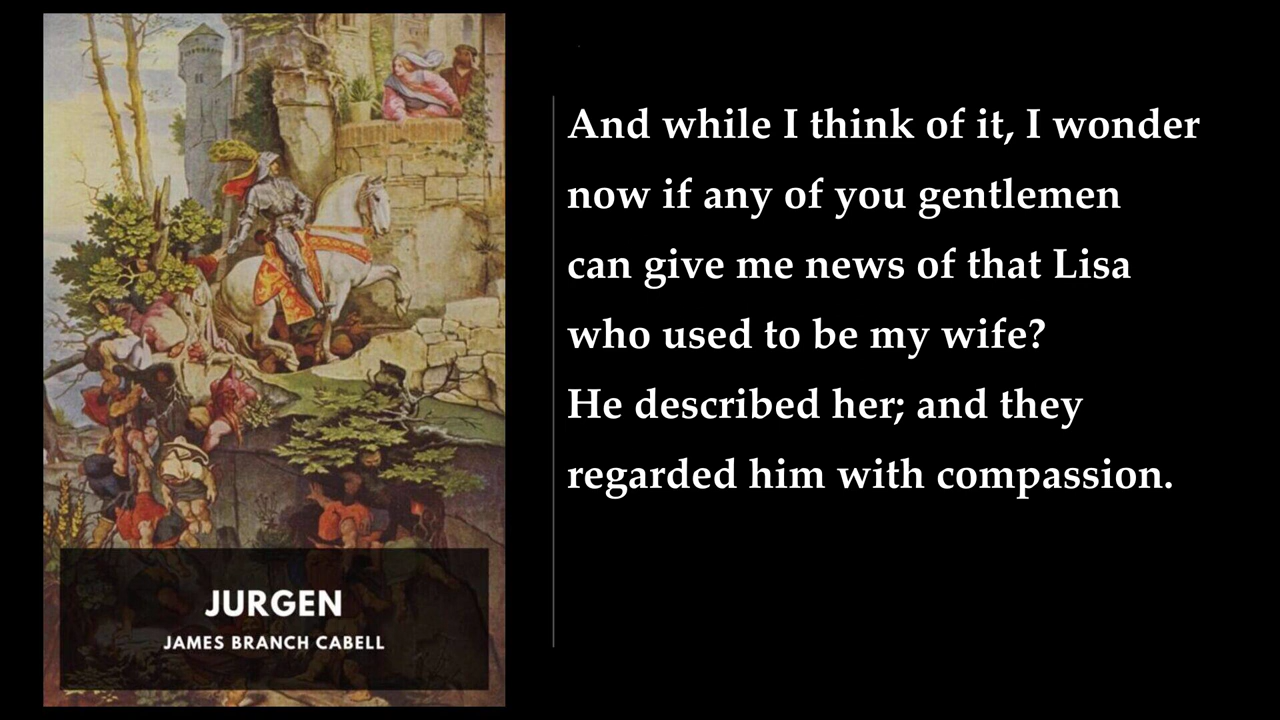 And while I think of it, I wonder
now if any of you gentlemen
can give me news of that Lisa
who used to be my wife?
He described her; and they
regarded him with compassion.
JURGEN
JAMES BRANCH CABELL